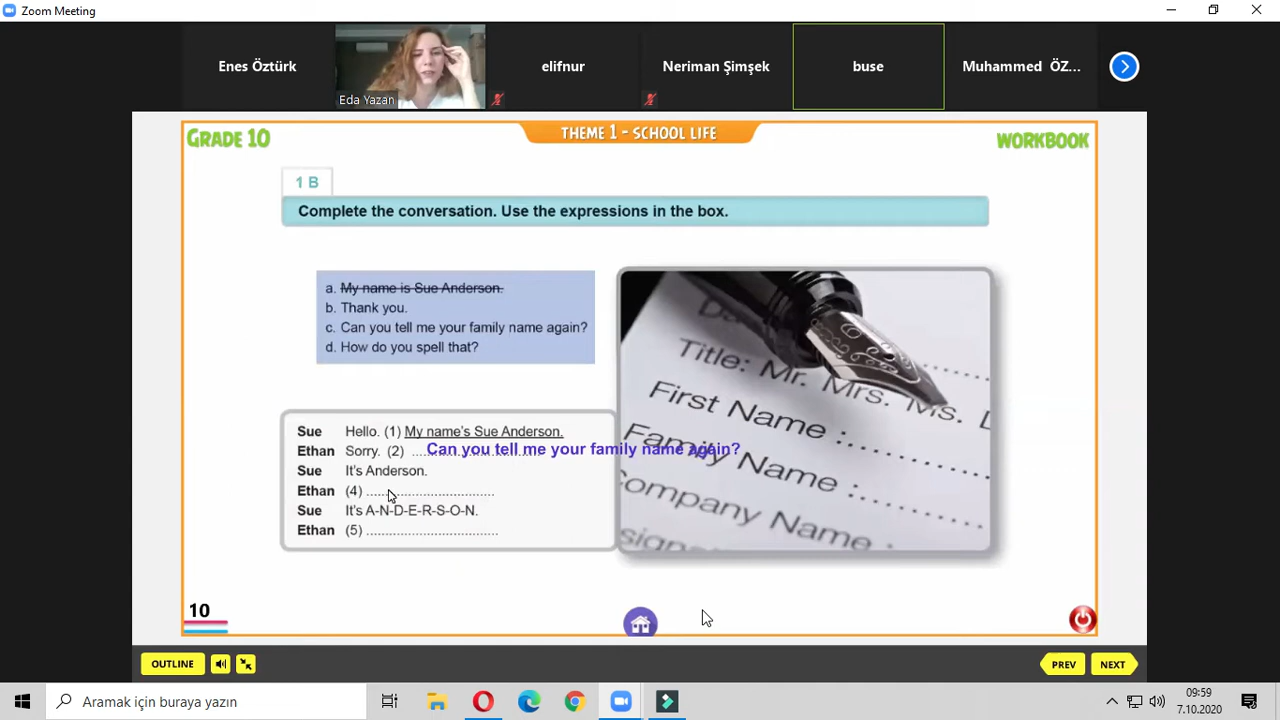 Zoom Meeting
Enes Öztürk
Eda Yazan
elifnur
Neriman Şimşek
buse
Muhammed ÖZ...
GRADE 10
THEME 1 - SCHOOL LIFE
WORKBOOK
1 B
Complete the conversation. Use the expressions in the box.
a. My name is Sue Anderson.
b. Thank you.
c. Can you tell me your family name again?
d. How do you spell that?
Sue Hello. (1) My name's Sue Anderson.
Ethan Sorry. (2) Can you tell me your family name again?
Sue It's Anderson.
Ethan (4) ..................................
Sue It's A-N-D-E-R-S-O-N.
Ethan (5) ..................................
Title: Mr. Mrs. Ms.
First Name :
Family Name :
Company Name :
10
OUTLINE
PREV
NEXT
Aramak için buraya yazın
09:59
7.10.2020